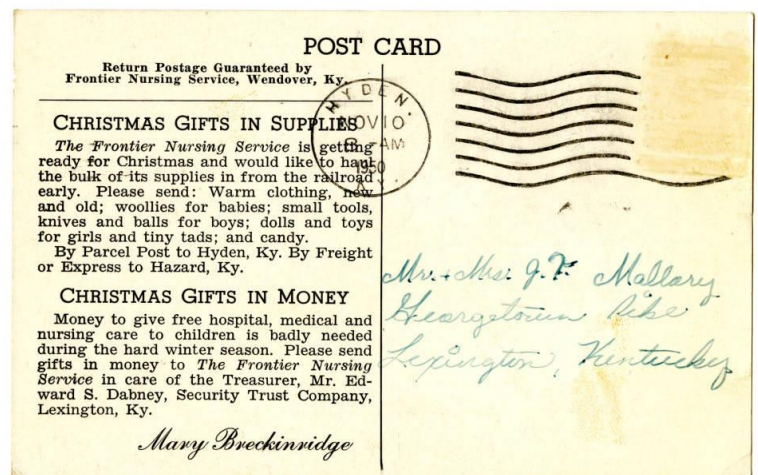 POST CARD
Return Postage Guaranteed by
Frontier Nursing Service, Wendover, Ky.
CHRISTMAS GIFTS IN SUPPLIES
The Frontier Nursing Service is getting
ready for Christmas and would like to haul
the bulk of its supplies in from the railroad
early. Please send: Warm clothing, new
and old; woollies for babies; small tools,
knives and balls for boys; dolls and toys
for girls and tiny tads; and candy.
By Parcel Post to Hyden, Ky. By Freight
or Express to Hazard, Ky.
CHRISTMAS GIFTS IN MONEY
Money to give free hospital, medical and
nursing care to children is badly needed
during the hard winter season. Please send
gifts in money to The Frontier Nursing
Service in care of the Treasurer, Mr. Ed-
ward S. Dabney, Security Trust Company,
Lexington, Ky.
Mary Breckinridge
HYDEN.
NOV 10
8 - AM
1950
KY.
Mr. + Mrs. J. F. Mallary
Georgetown Pike
Lexington, Kentucky